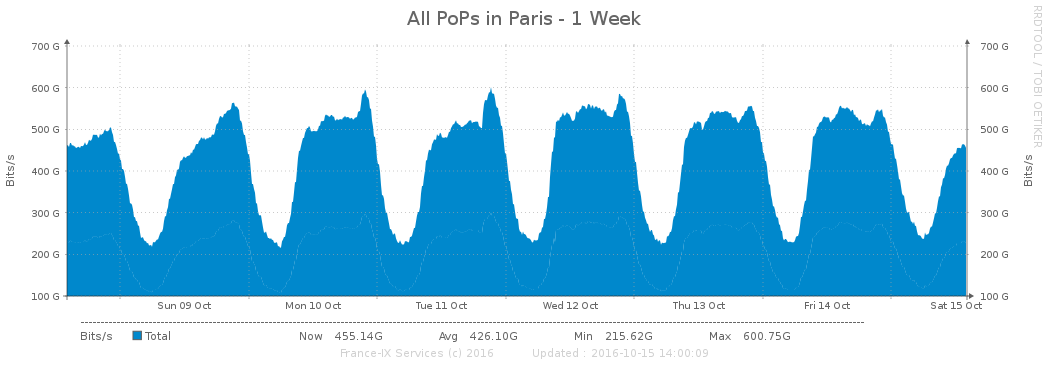 All PoPs in Paris - 1 Week
RRDTOOL / TOBI OETIKER
Bits/s
700 G
600 G
500 G
400 G
300 G
200 G
100 G
700 G
600 G
500 G
400 G
300 G
200 G
100 G
Bits/s
Sun 09 Oct Mon 10 Oct Tue 11 Oct Wed 12 Oct Thu 13 Oct Fri 14 Oct Sat 15 Oct
Bits/s Total Now 455.14G Avg 426.10G Min 215.62G Max 600.75G
France-IX Services (c) 2016 Updated : 2016-10-15 14:00:09